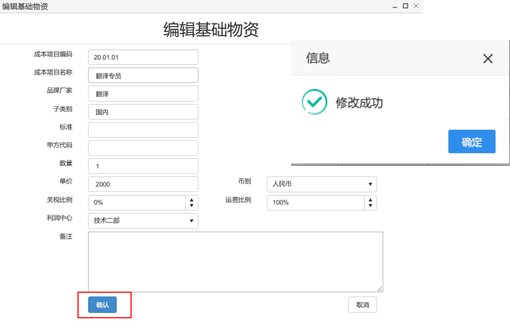 编辑基础物资
编辑基础物资
成本项目编码 20.01.01
成本项目名称 翻译专员
品牌厂家 翻译
子类别 国内
标准
甲方代码
数量 1
单价 2000 币别 人民币
关税比例 0% 运费比例 100%
利润中心 技术二部
备注
确认 取消
信息
修改成功
确定